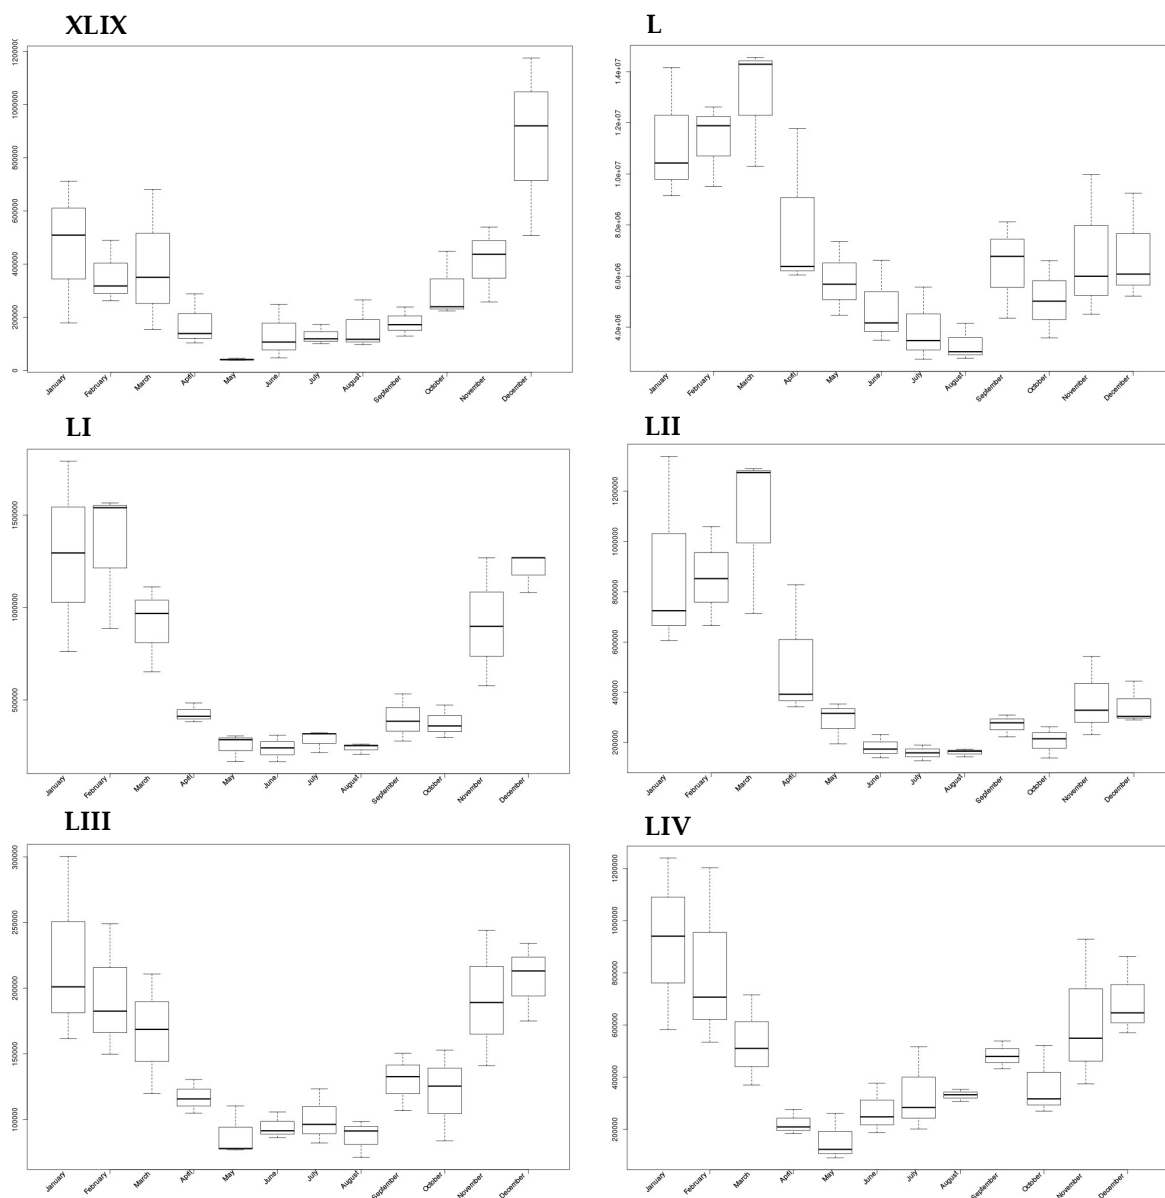 XLIX
1000000
800000
600000
400000
200000
0
January February March April May June July August September October November December
L
1.4e+07
1.2e+07
1.0e+07
8.0e+06
6.0e+06
4.0e+06
January February March April May June July August September October November December
LI
1500000
1000000
500000
January February March April May June July August September October November December
LII
1200000
1000000
800000
600000
400000
200000
January February March April May June July August September October November December
LIII
300000
250000
200000
150000
100000
January February March April May June July August September October November December
LIV
1200000
1000000
800000
600000
400000
200000
January February March April May June July August September October November December